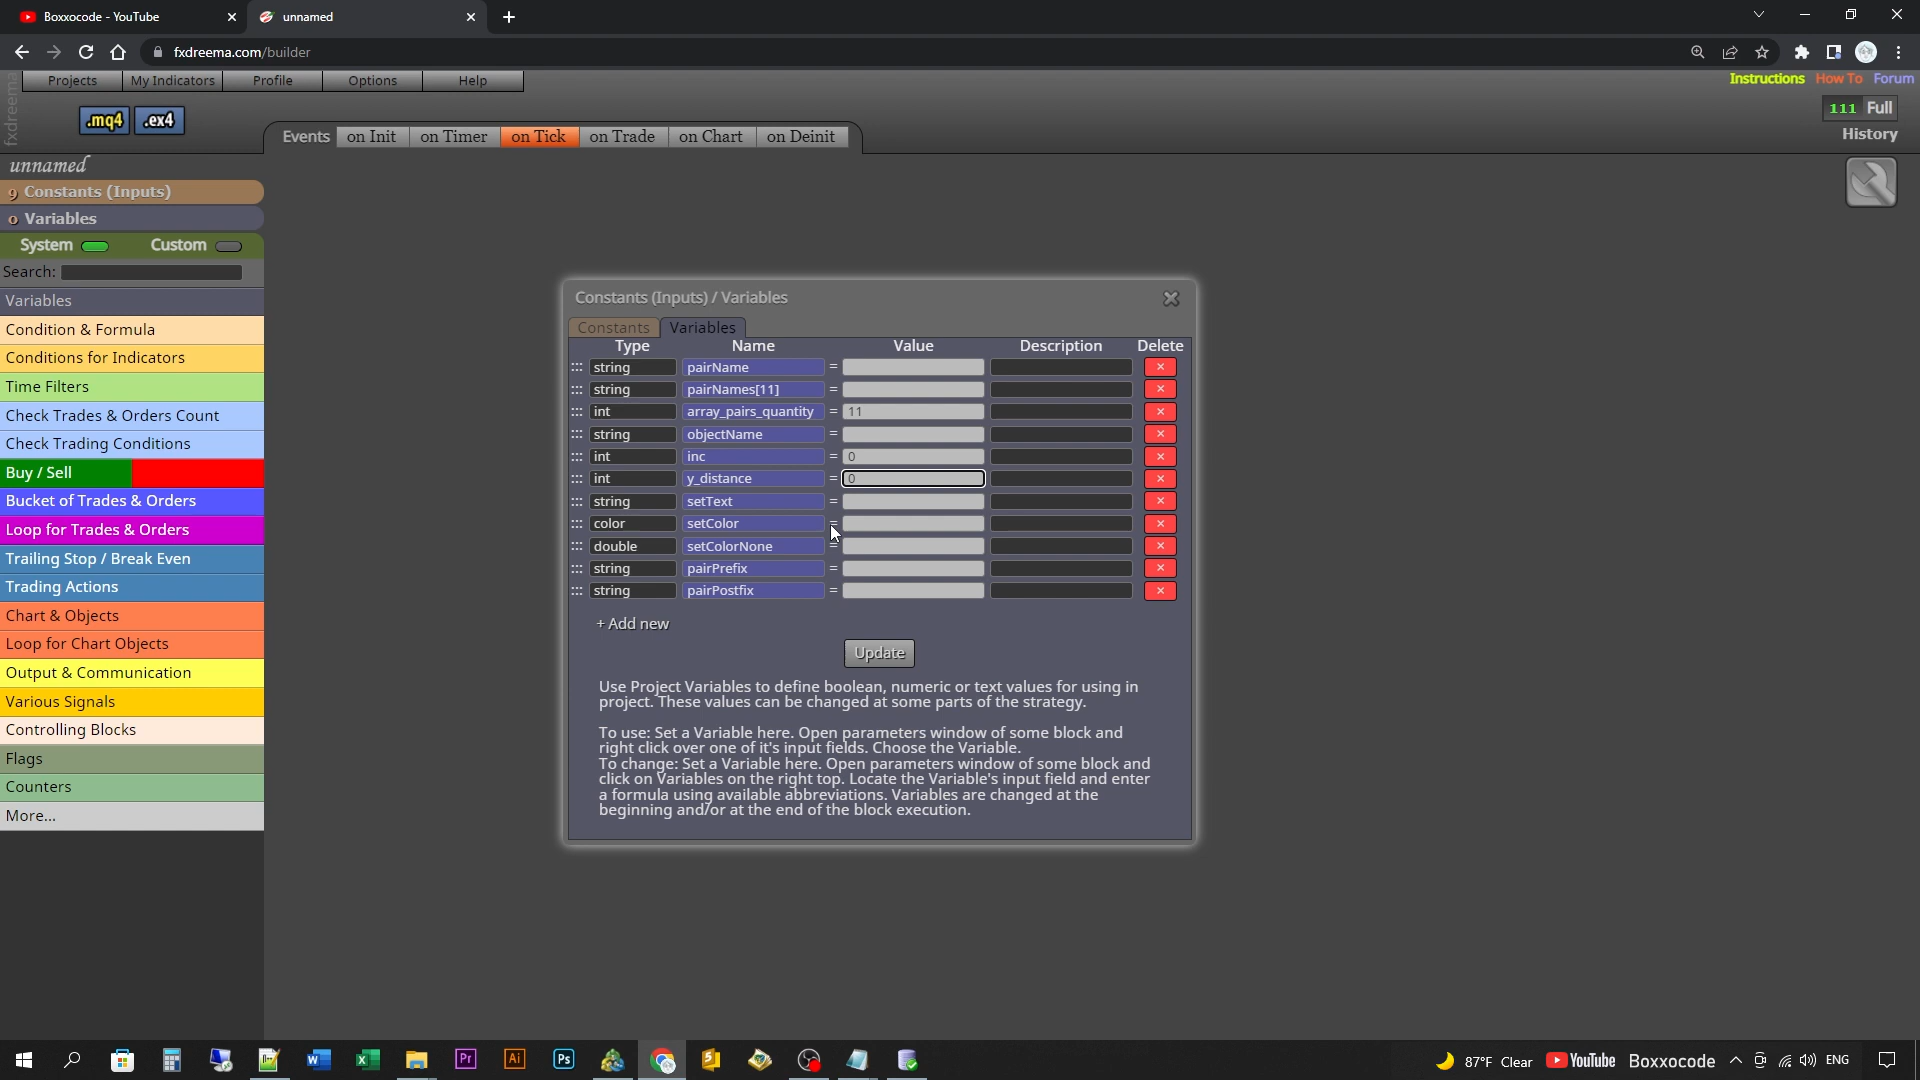 Boxxocode - YouTube
unnamed
fxdreema.com/builder
Projects
My Indicators
Profile
Options
Help
Instructions
How To
Forum
fxdreema
.mq4
.ex4
111 Full
History
Events
on Init
on Timer
on Tick
on Trade
on Chart
on Deinit
unnamed
9 Constants (Inputs)
0 Variables
System
Custom
Search:
Variables
Condition & Formula
Conditions for Indicators
Time Filters
Check Trades & Orders Count
Check Trading Conditions
Buy / Sell
Bucket of Trades & Orders
Loop for Trades & Orders
Trailing Stop / Break Even
Trading Actions
Chart & Objects
Loop for Chart Objects
Output & Communication
Various Signals
Controlling Blocks
Flags
Counters
More...
Constants (Inputs) / Variables
Constants
Variables
Type Name Value Description Delete
::: string pairName = ×
::: string pairNames[11] = ×
::: int array_pairs_quantity = 11 ×
::: string objectName = ×
::: int inc = 0 ×
::: int y_distance = 0 ×
::: string setText = ×
::: color setColor = ×
::: double setColorNone = ×
::: string pairPrefix = ×
::: string pairPostfix = ×
+ Add new
Update
Use Project Variables to define boolean, numeric or text values for using in
project. These values can be changed at some parts of the strategy.
To use: Set a Variable here. Open parameters window of some block and
right click over one of it's input fields. Choose the Variable.
To change: Set a Variable here. Open parameters window of some block and
click on Variables on the right top. Locate the Variable's input field and enter
a formula using available abbreviations. Variables are changed at the
beginning and/or at the end of the block execution.
Pr
Ai
Ps
87°F Clear
YouTube Boxxocode
ENG